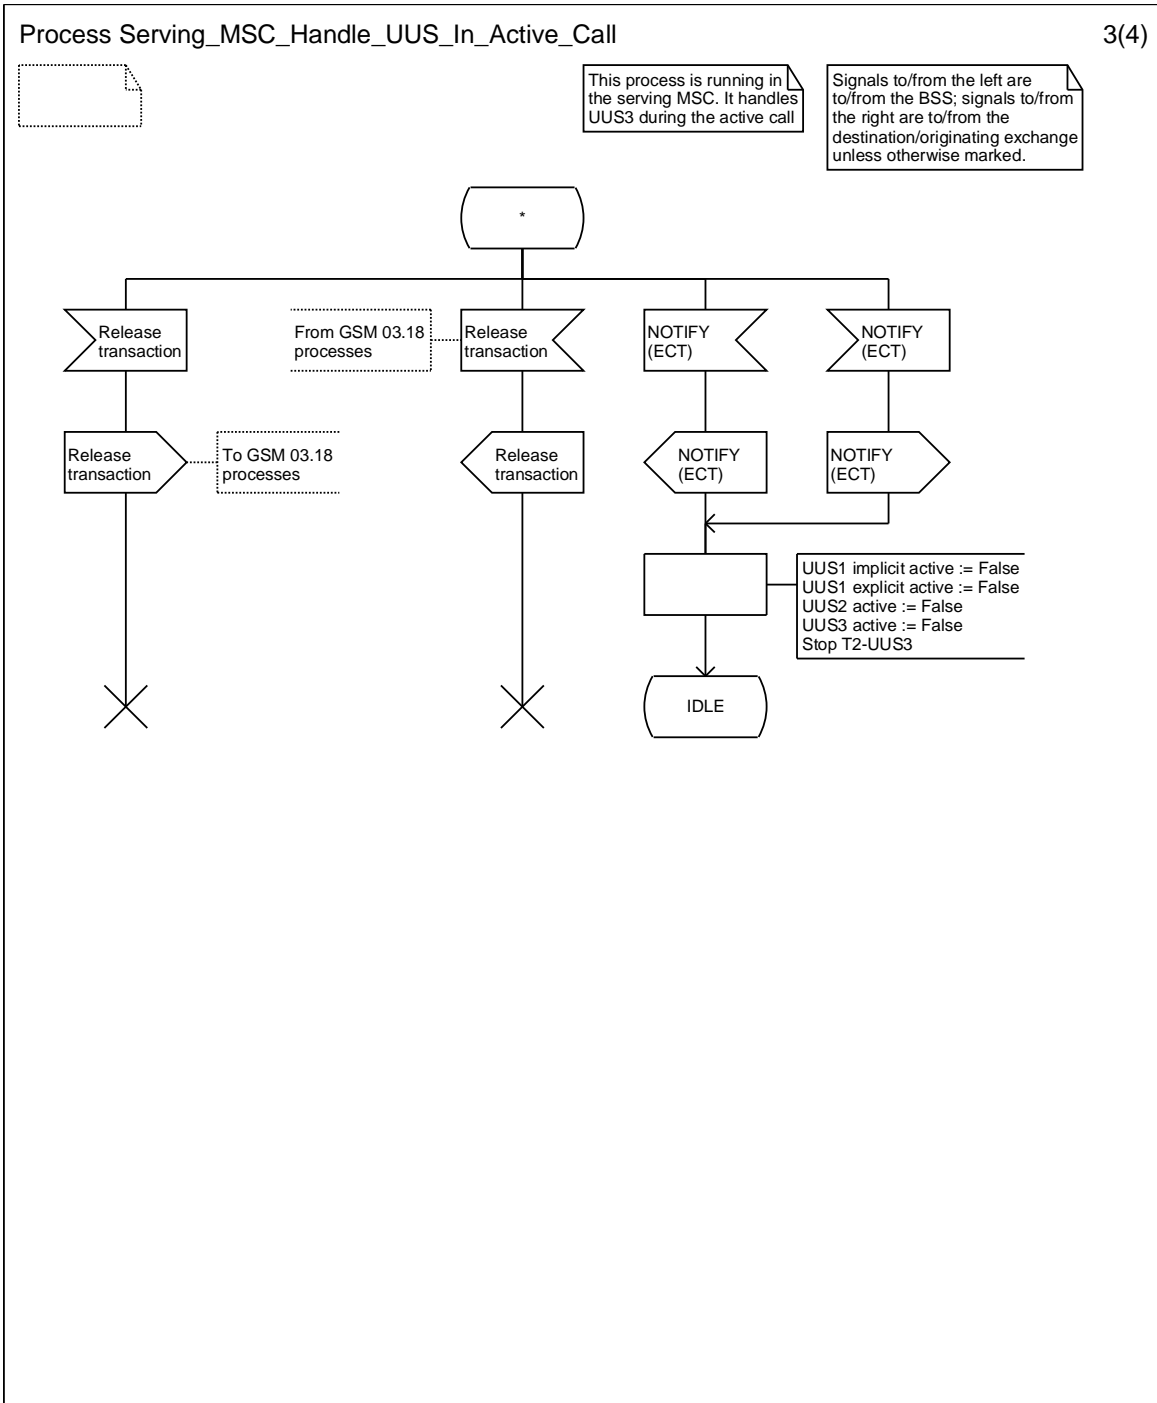 Process Serving_MSC_Handle_UUS_In_Active_Call
3(4)
This process is running in
the serving MSC. It handles
UUS3 during the active call
Signals to/from the left are
to/from the BSS; signals to/from
the right are to/from the
destination/originating exchange
unless otherwise marked.
*
Release
transaction
From GSM 03.18
processes
Release
transaction
NOTIFY
(ECT)
NOTIFY
(ECT)
Release
transaction
To GSM 03.18
processes
Release
transaction
NOTIFY
(ECT)
NOTIFY
(ECT)
UUS1 implicit active := False
UUS1 explicit active := False
UUS2 active := False
UUS3 active := False
Stop T2-UUS3
IDLE